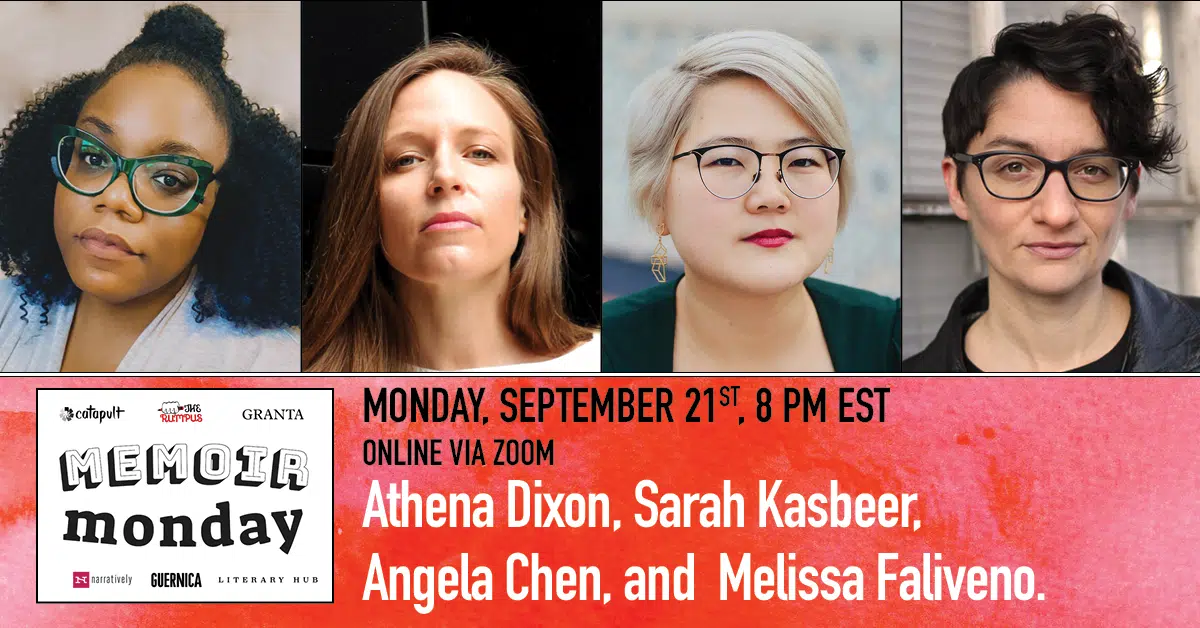 catapult
THE RUMPUS
GRANTA
MEMOIR
monday
narratively
GUERNICA
LITERARY HUB
MONDAY, SEPTEMBER 21ST, 8 PM EST
ONLINE VIA ZOOM
Athena Dixon, Sarah Kasbeer,
Angela Chen, and Melissa Faliveno.